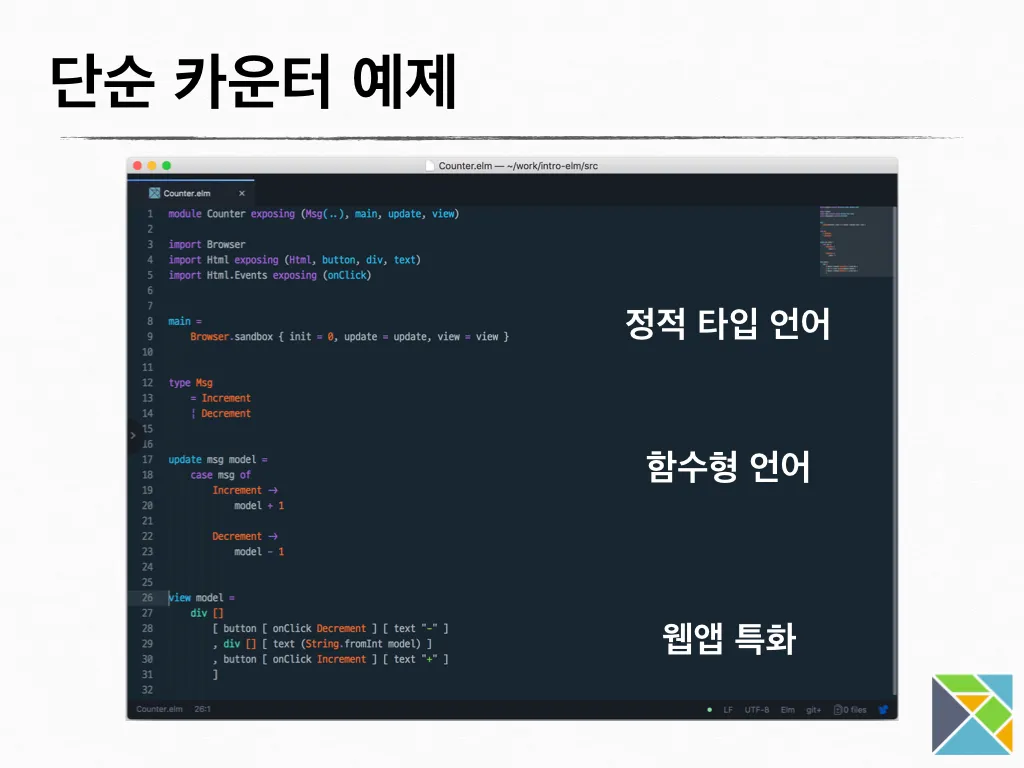 단순 카운터 예제
Counter.elm — ~/work/intro-elm/src
Counter.elm ×
1 module Counter exposing (Msg(..), main, update, view)
2
3 import Browser
4 import Html exposing (Html, button, div, text)
5 import Html.Events exposing (onClick)
6
7
8 main =
9     Browser.sandbox { init = 0, update = update, view = view }
10
11
12 type Msg
13     = Increment
14     | Decrement
15
16
17 update msg model =
18     case msg of
19         Increment ->
20             model + 1
21
22         Decrement ->
23             model - 1
24
25
26 view model =
27     div []
28         [ button [ onClick Decrement ] [ text "-" ]
29         , div [] [ text (String.fromInt model) ]
30         , button [ onClick Increment ] [ text "+" ]
31         ]
32
정적 타입 언어
함수형 언어
웹앱 특화
Counter.elm 26:1
LF UTF-8 Elm git+ 0 files